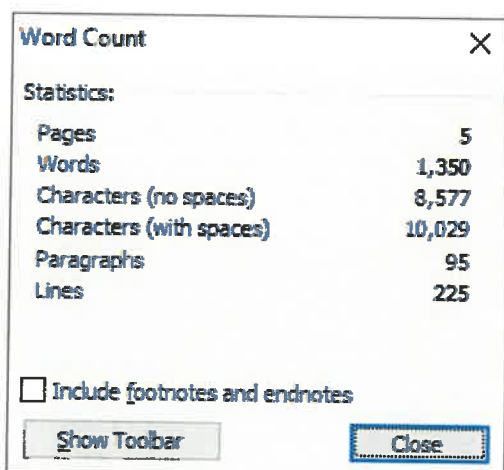 Word Count
Statistics:
Pages 5
Words 1,350
Characters (no spaces) 8,577
Characters (with spaces) 10,029
Paragraphs 95
Lines 225
Include footnotes and endnotes
Show Toolbar Close